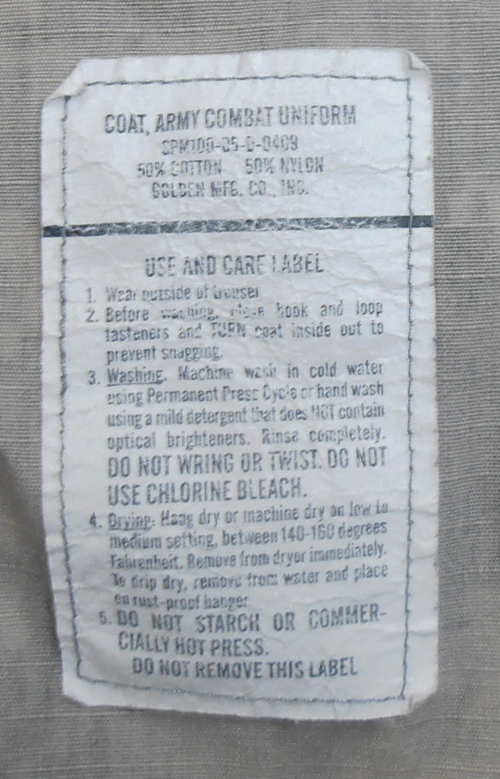 COAT, ARMY COMBAT UNIFORM
SPM100-05-D-0409
50% COTTON 50% NYLON
GOLDEN MFG. CO., INC.
USE AND CARE LABEL
1. Wear outside of trouser
2. Before washing, close hook and loop
fasteners and TURN coat inside out to
prevent snagging.
3. Washing. Machine wash in cold water
using Permanent Press Cycle or hand wash
using a mild detergent that does NOT contain
optical brighteners. Rinse completely.
DO NOT WRING OR TWIST. DO NOT
USE CHLORINE BLEACH.
4. Drying: Hang dry or machine dry on low to
medium setting, between 140-160 degrees
Fahrenheit. Remove from dryer immediately.
To drip dry, remove from water and place
on rust-proof hanger
5. DO NOT STARCH OR COMMER-
CIALLY HOT PRESS.
DO NOT REMOVE THIS LABEL